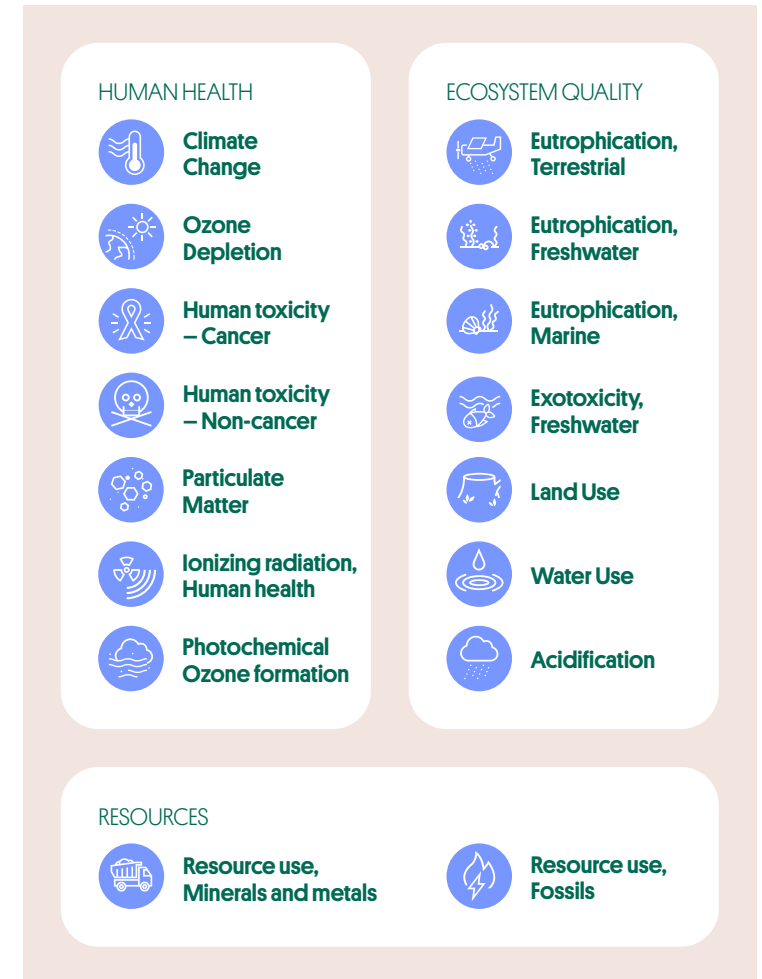 HUMAN HEALTH
Climate
Change
Ozone
Depletion
Human toxicity
– Cancer
Human toxicity
– Non-cancer
Particulate
Matter
Ionizing radiation,
Human health
Photochemical
Ozone formation
ECOSYSTEM QUALITY
Eutrophication,
Terrestrial
Eutrophication,
Freshwater
Eutrophication,
Marine
Exotoxicity,
Freshwater
Land Use
Water Use
Acidification
RESOURCES
Resource use,
Minerals and metals
Resource use,
Fossils